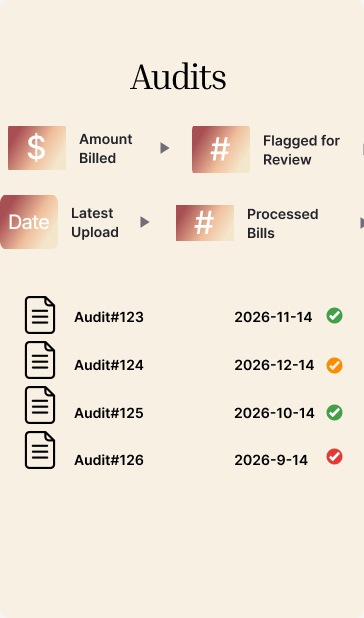 Audits
$ Amount Billed
# Flagged for Review
Date Latest Upload
# Processed Bills
Audit#123 2026-11-14
Audit#124 2026-12-14
Audit#125 2026-10-14
Audit#126 2026-9-14